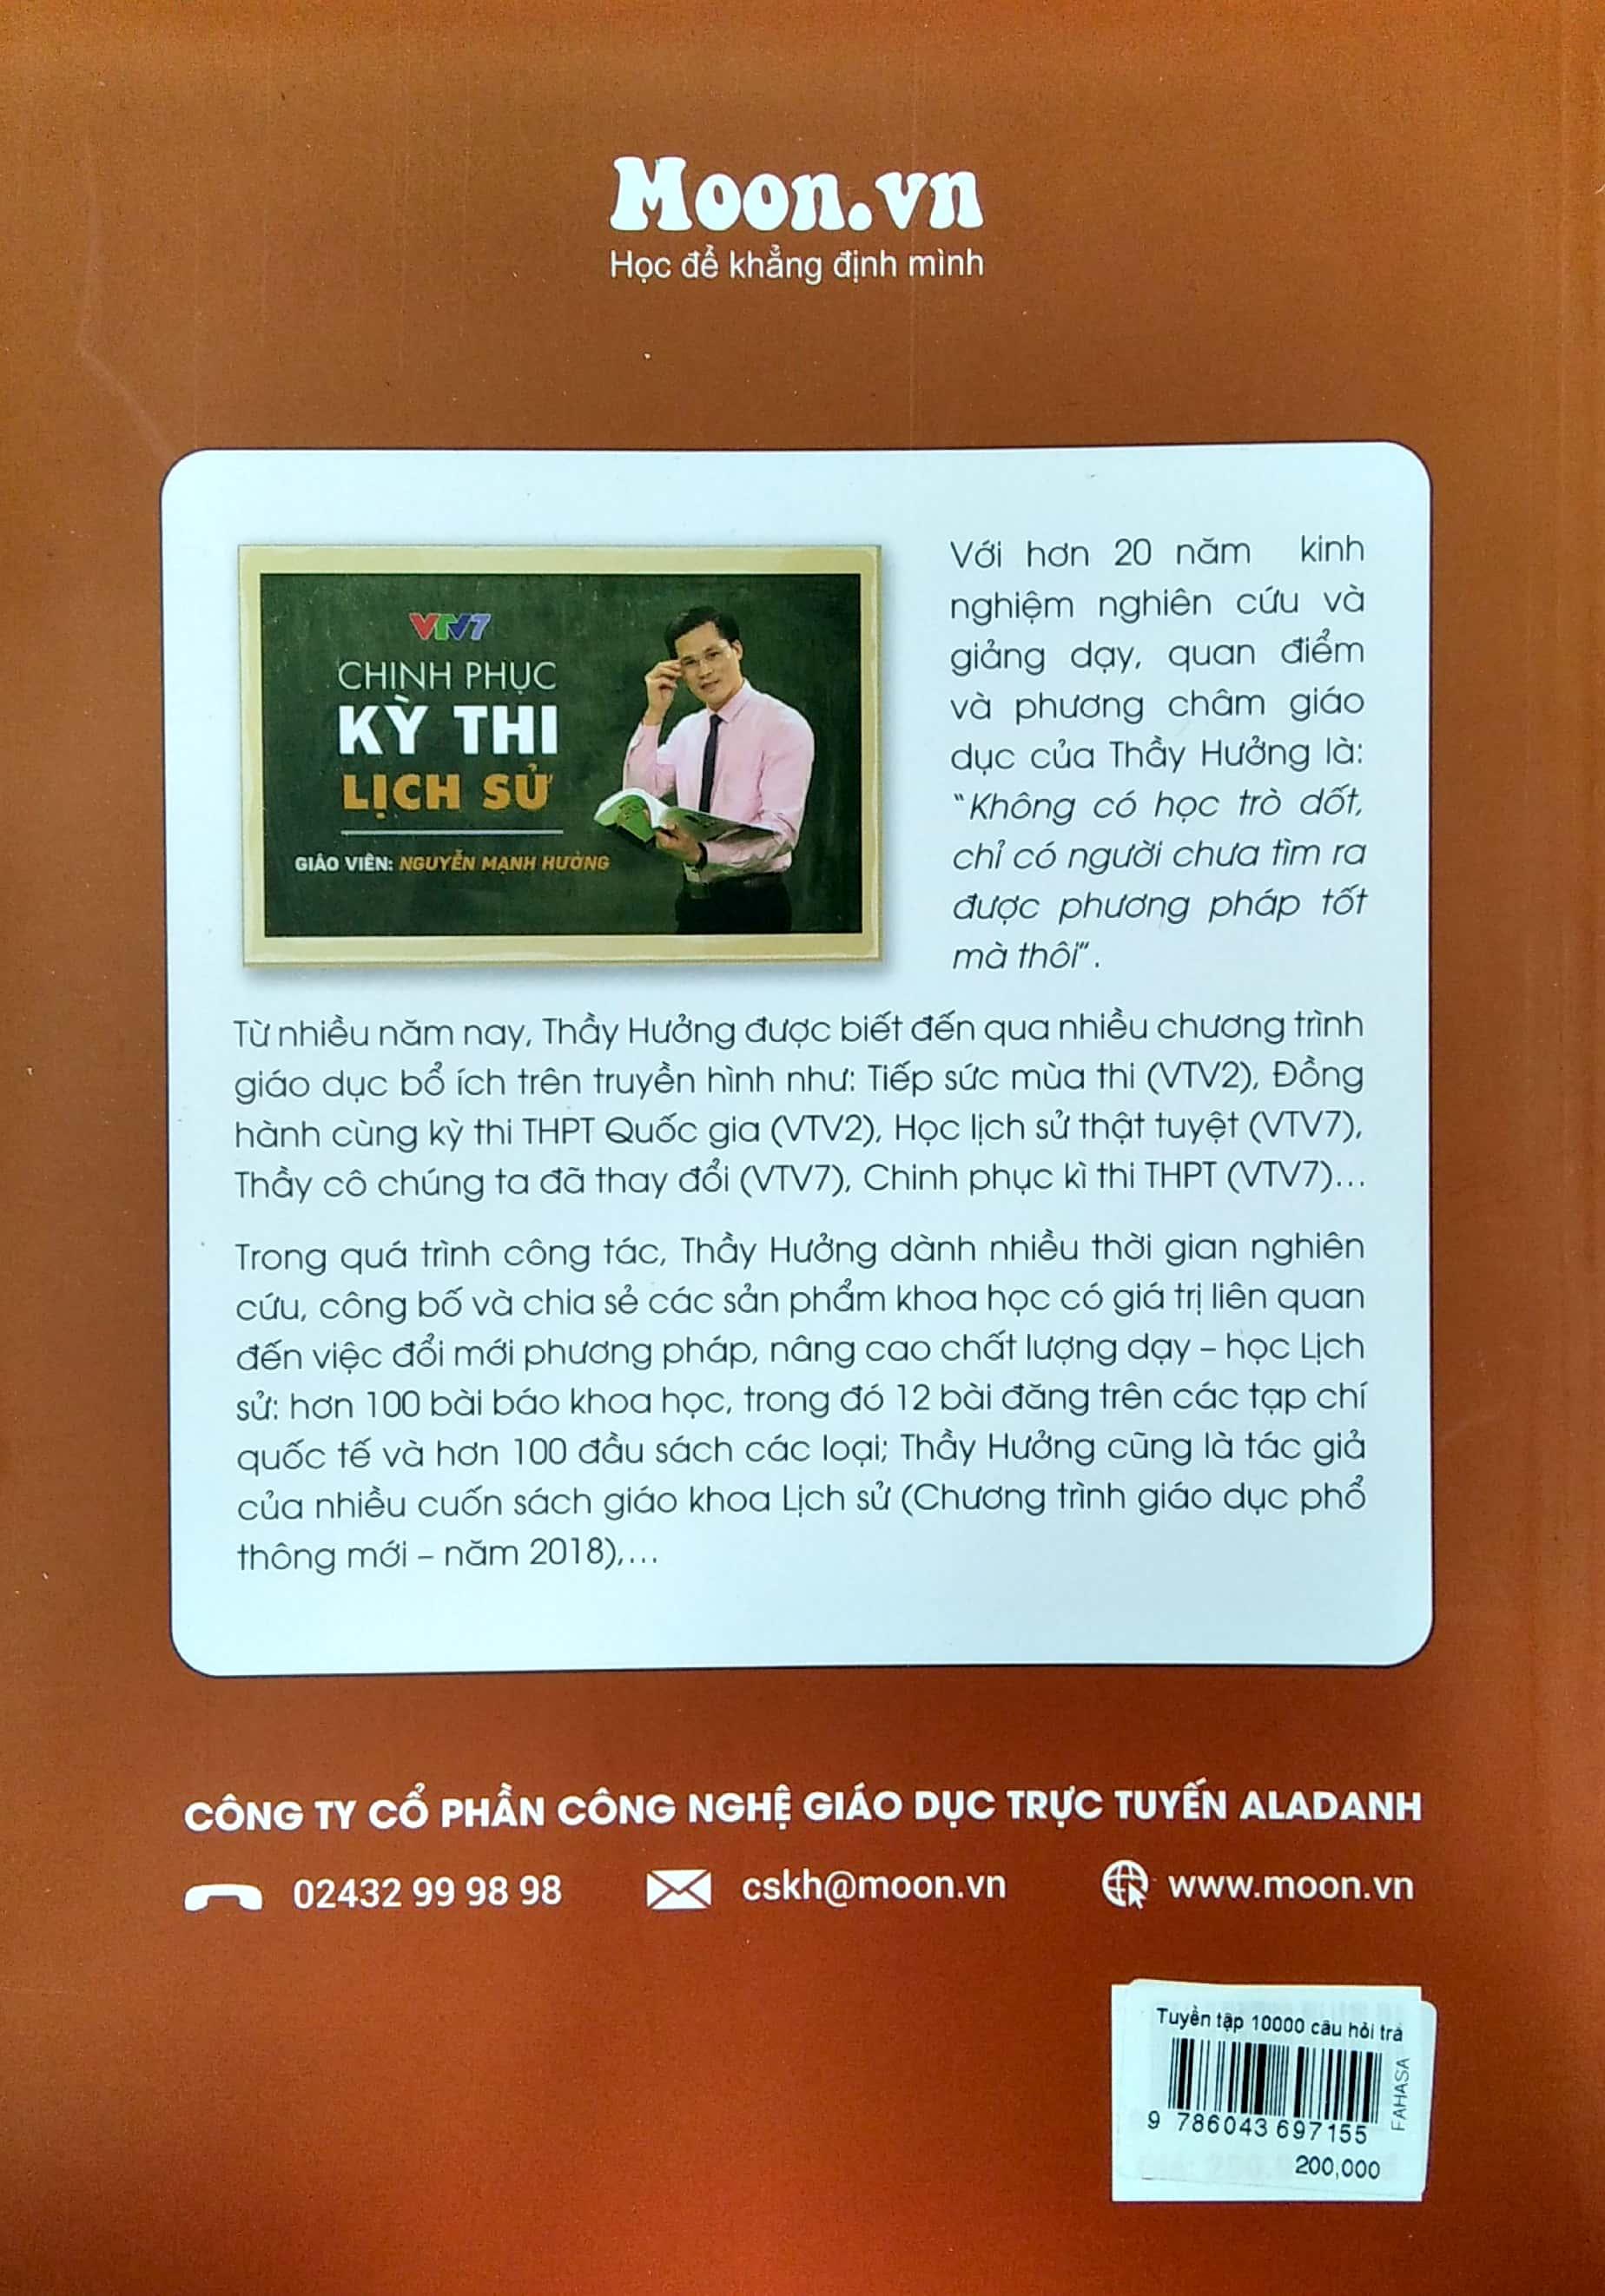 Moon.vn
Học để khẳng định mình
VTV7
CHINH PHỤC
KỲ THI
LỊCH SỬ
GIÁO VIÊN: NGUYỄN MẠNH HƯỞNG
Với hơn 20 năm kinh
nghiệm nghiên cứu và
giảng dạy, quan điểm
và phương châm giáo
dục của Thầy Hưởng là:
"Không có học trò dốt,
chỉ có người chưa tìm ra
được phương pháp tốt
mà thôi".
Từ nhiều năm nay, Thầy Hưởng được biết đến qua nhiều chương trình
giáo dục bổ ích trên truyền hình như: Tiếp sức mùa thi (VTV2), Đồng
hành cùng kỳ thi THPT Quốc gia (VTV2), Học lịch sử thật tuyệt (VTV7),
Thầy cô chúng ta đã thay đổi (VTV7), Chinh phục kì thi THPT (VTV7)...
Trong quá trình công tác, Thầy Hưởng dành nhiều thời gian nghiên
cứu, công bố và chia sẻ các sản phẩm khoa học có giá trị liên quan
đến việc đổi mới phương pháp, nâng cao chất lượng dạy – học Lịch
sử: hơn 100 bài báo khoa học, trong đó 12 bài đăng trên các tạp chí
quốc tế và hơn 100 đầu sách các loại; Thầy Hưởng cũng là tác giả
của nhiều cuốn sách giáo khoa Lịch sử (Chương trình giáo dục phổ
thông mới – năm 2018),...
CÔNG TY CỔ PHẦN CÔNG NGHỆ GIÁO DỤC TRỰC TUYẾN ALADANH
02432 99 98 98
cskh@moon.vn
www.moon.vn
Tuyển tập 10000 câu hỏi trả
FAHASA
9 786043 697155
200,000